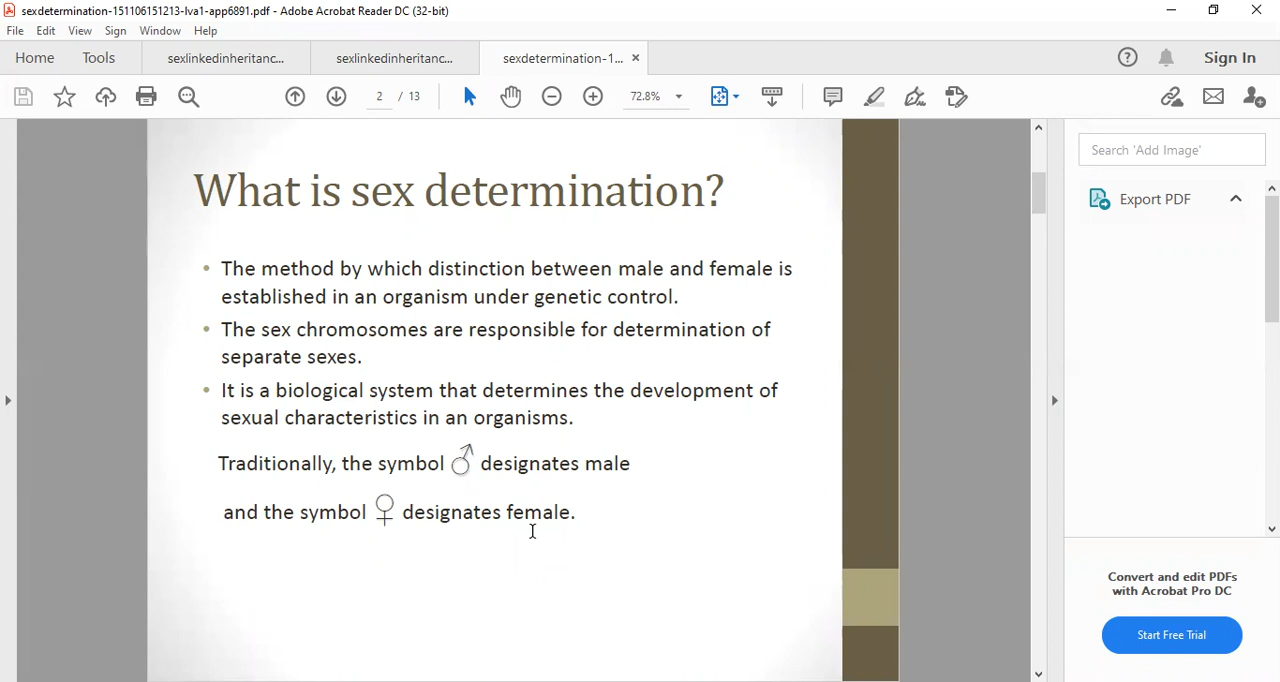 sexdetermination-151106151213-lva1-app6891.pdf - Adobe Acrobat Reader DC (32-bit)
File Edit View Sign Window Help
Home Tools sexlinkedinheritanc... sexlinkedinheritanc... sexdetermination-1... Sign In
2 / 13 72.8%
Search 'Add Image'
Export PDF
What is sex determination?
• The method by which distinction between male and female is
established in an organism under genetic control.
• The sex chromosomes are responsible for determination of
separate sexes.
• It is a biological system that determines the development of
sexual characteristics in an organisms.
Traditionally, the symbol ♂ designates male
and the symbol ♀ designates female.
Convert and edit PDFs
with Acrobat Pro DC
Start Free Trial